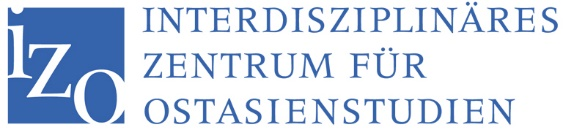 izo
INTERDISZIPLINÄRES
ZENTRUM FÜR
OSTASIENSTUDIEN